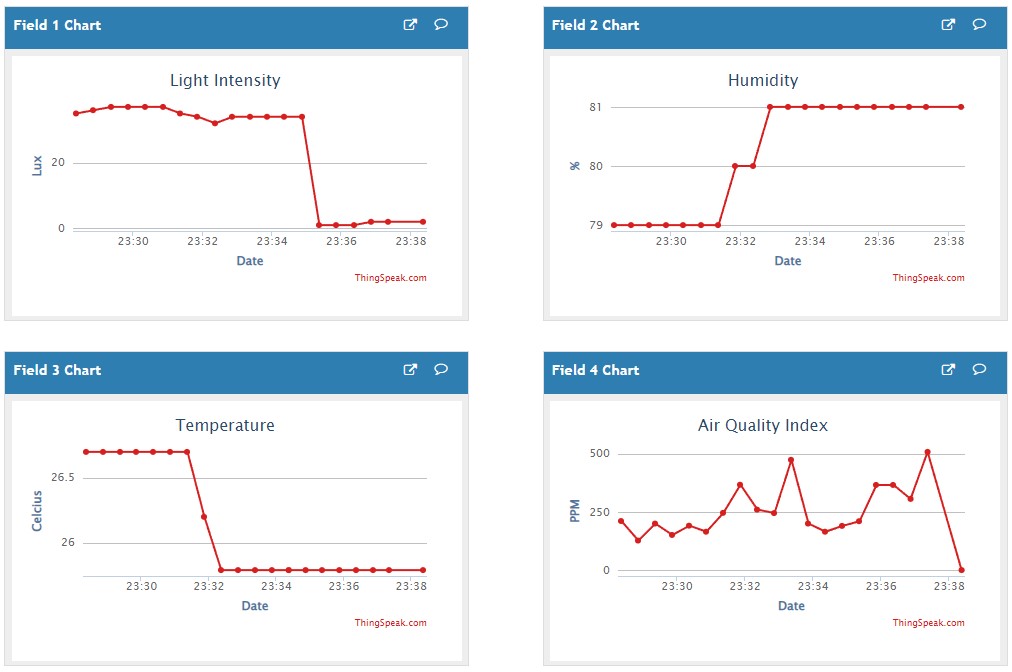 Field 1 Chart
Light Intensity
Lux
20
0
23:30 23:32 23:34 23:36 23:38
Date
ThingSpeak.com
Field 2 Chart
Humidity
%
81
80
79
23:30 23:32 23:34 23:36 23:38
Date
ThingSpeak.com
Field 3 Chart
Temperature
Celcius
26.5
26
23:30 23:32 23:34 23:36 23:38
Date
ThingSpeak.com
Field 4 Chart
Air Quality Index
PPM
500
250
0
23:30 23:32 23:34 23:36 23:38
Date
ThingSpeak.com